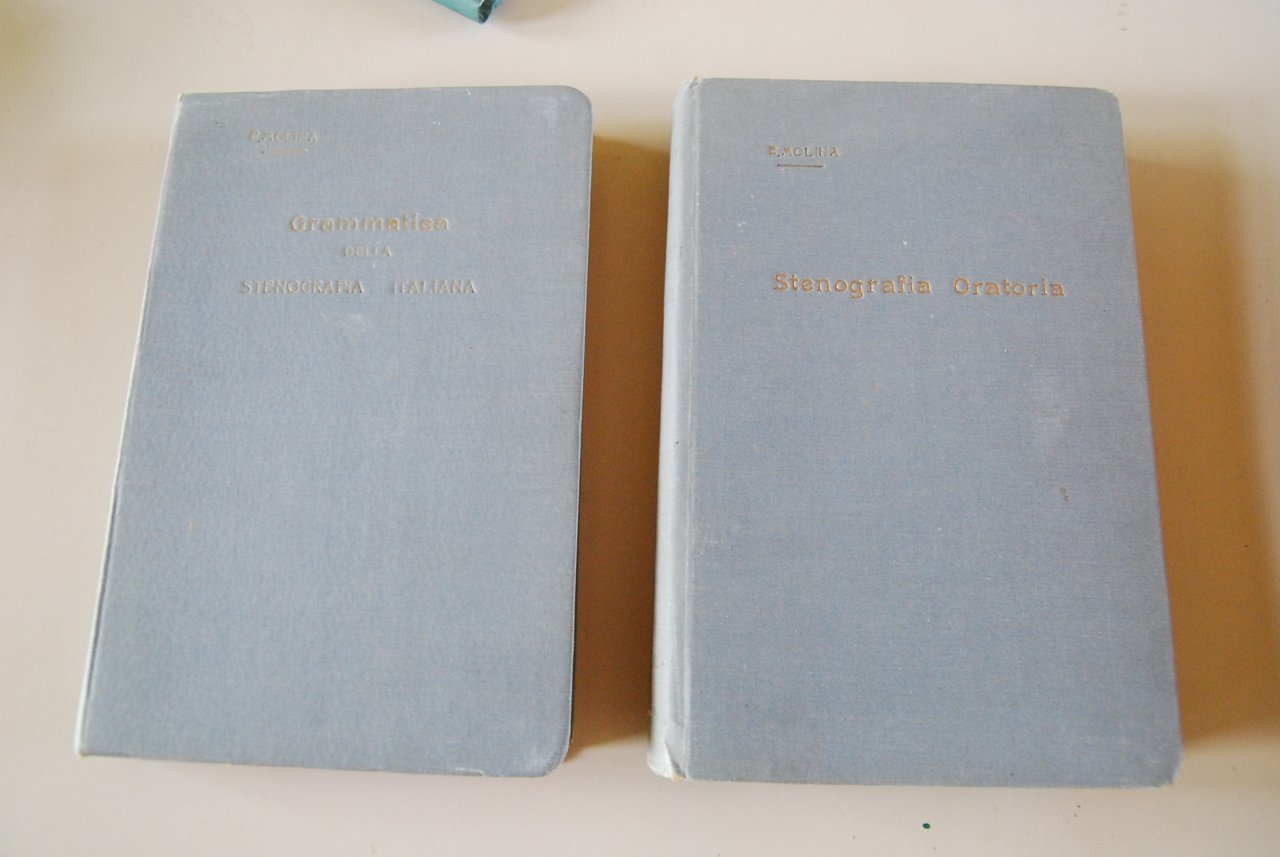 E. MOLINA
Grammatica
DELLA
STENOGRAFIA ITALIANA
E. MOLINA
Stenografia Oratoria